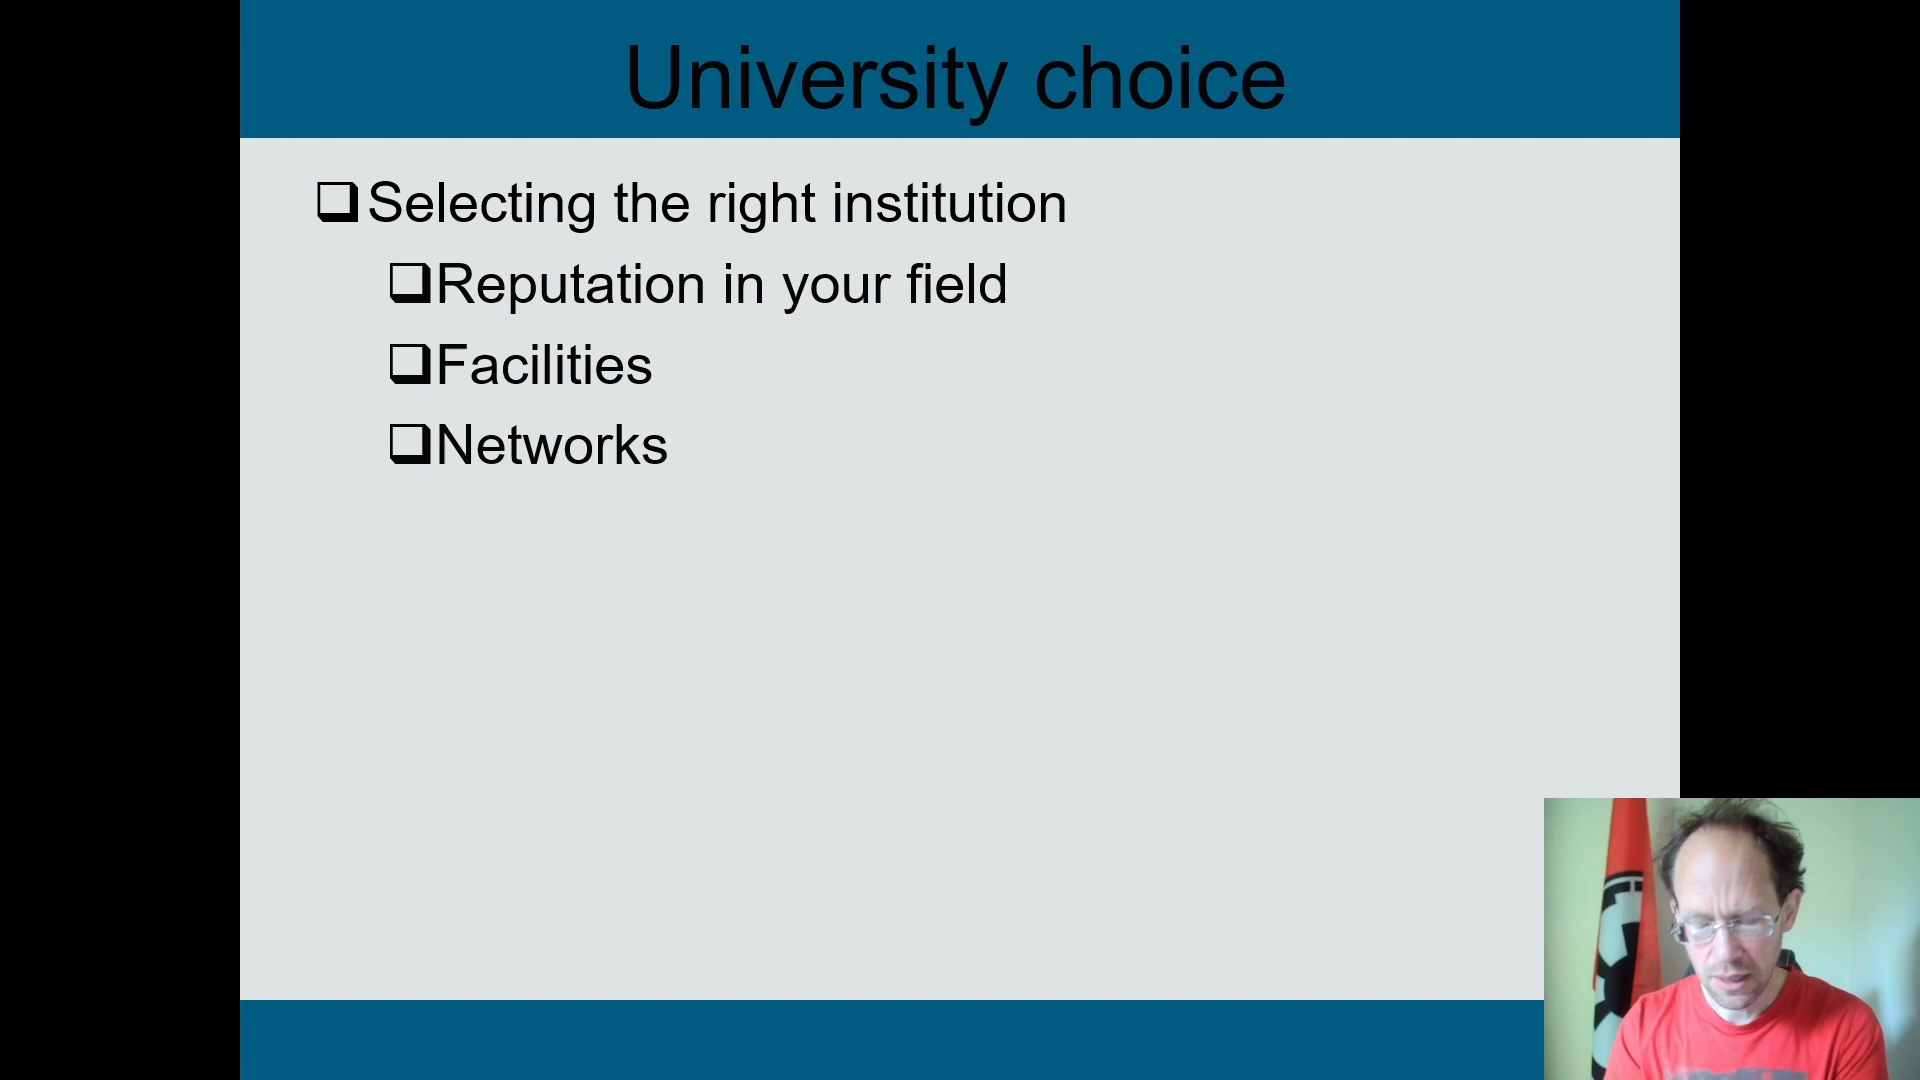 University choice
Selecting the right institution
Reputation in your field
Facilities
Networks